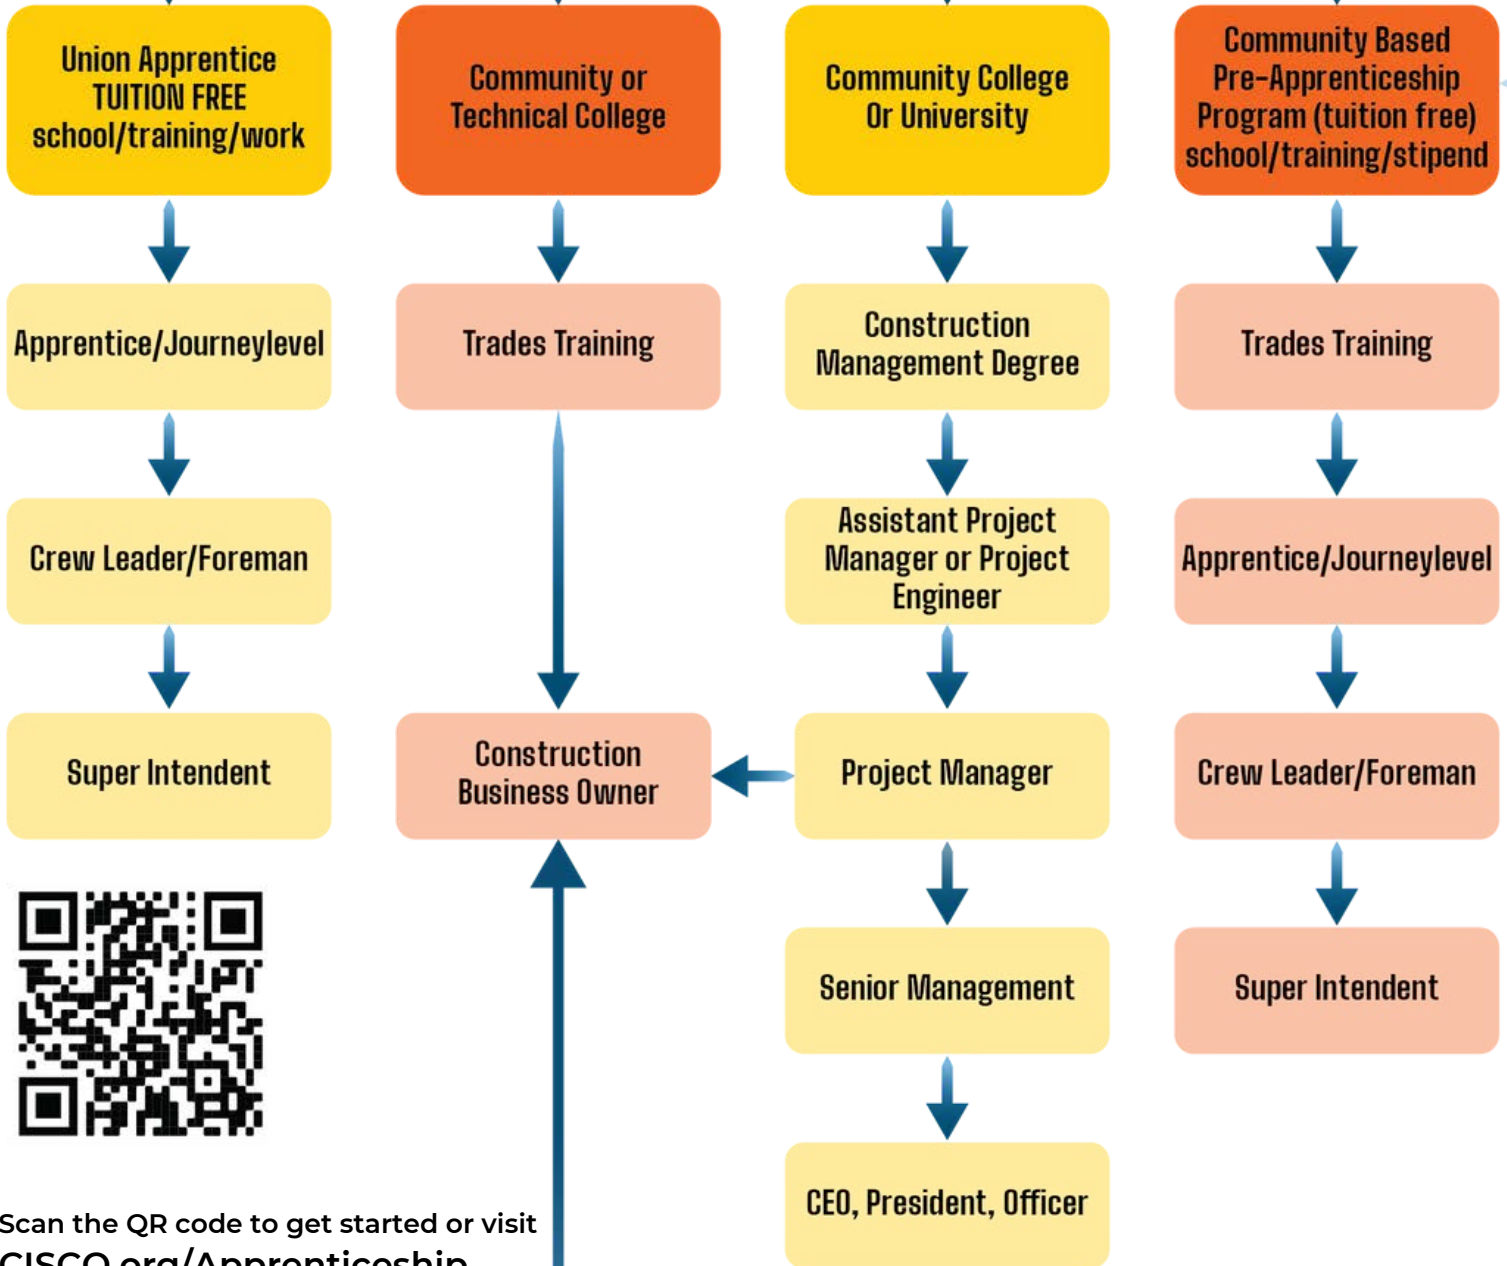 Union Apprentice
TUITION FREE
school/training/work
Community or
Technical College
Community College
Or University
Community Based
Pre-Apprenticeship
Program (tuition free)
school/training/stipend
Apprentice/Journeylevel
Trades Training
Construction
Management Degree
Trades Training
Crew Leader/Foreman
Assistant Project
Manager or Project
Engineer
Apprentice/Journeylevel
Super Intendent
Construction
Business Owner
Project Manager
Crew Leader/Foreman
Senior Management
Super Intendent
CEO, President, Officer
Scan the QR code to get started or visit
CISCO.org/Apprenticeship